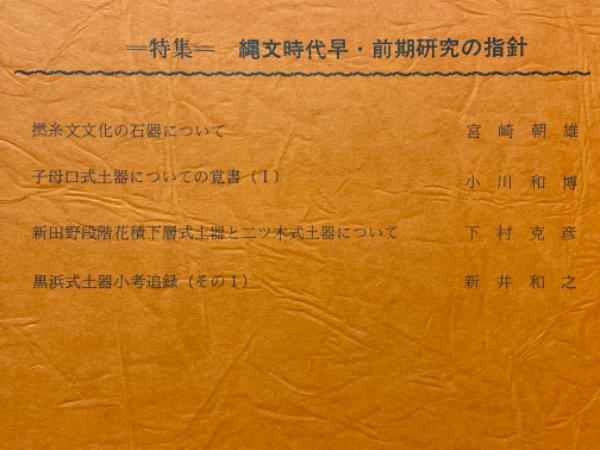 ＝特集＝ 縄文時代早・前期研究の指針
撚糸文文化の石器について 宮崎朝雄
子母口式土器についての覚書(1) 小川和博
新田野段階花積下層式土器と二ツ木式土器について 下村克彦
黒浜式土器小考追録(その1) 新井和之